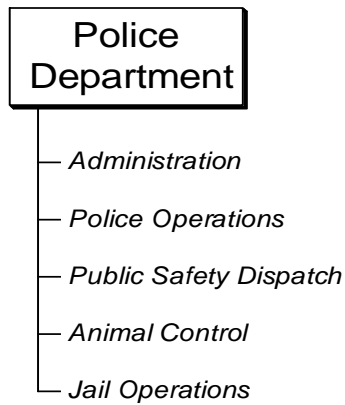 Police
Department
Administration
Police Operations
Public Safety Dispatch
Animal Control
Jail Operations